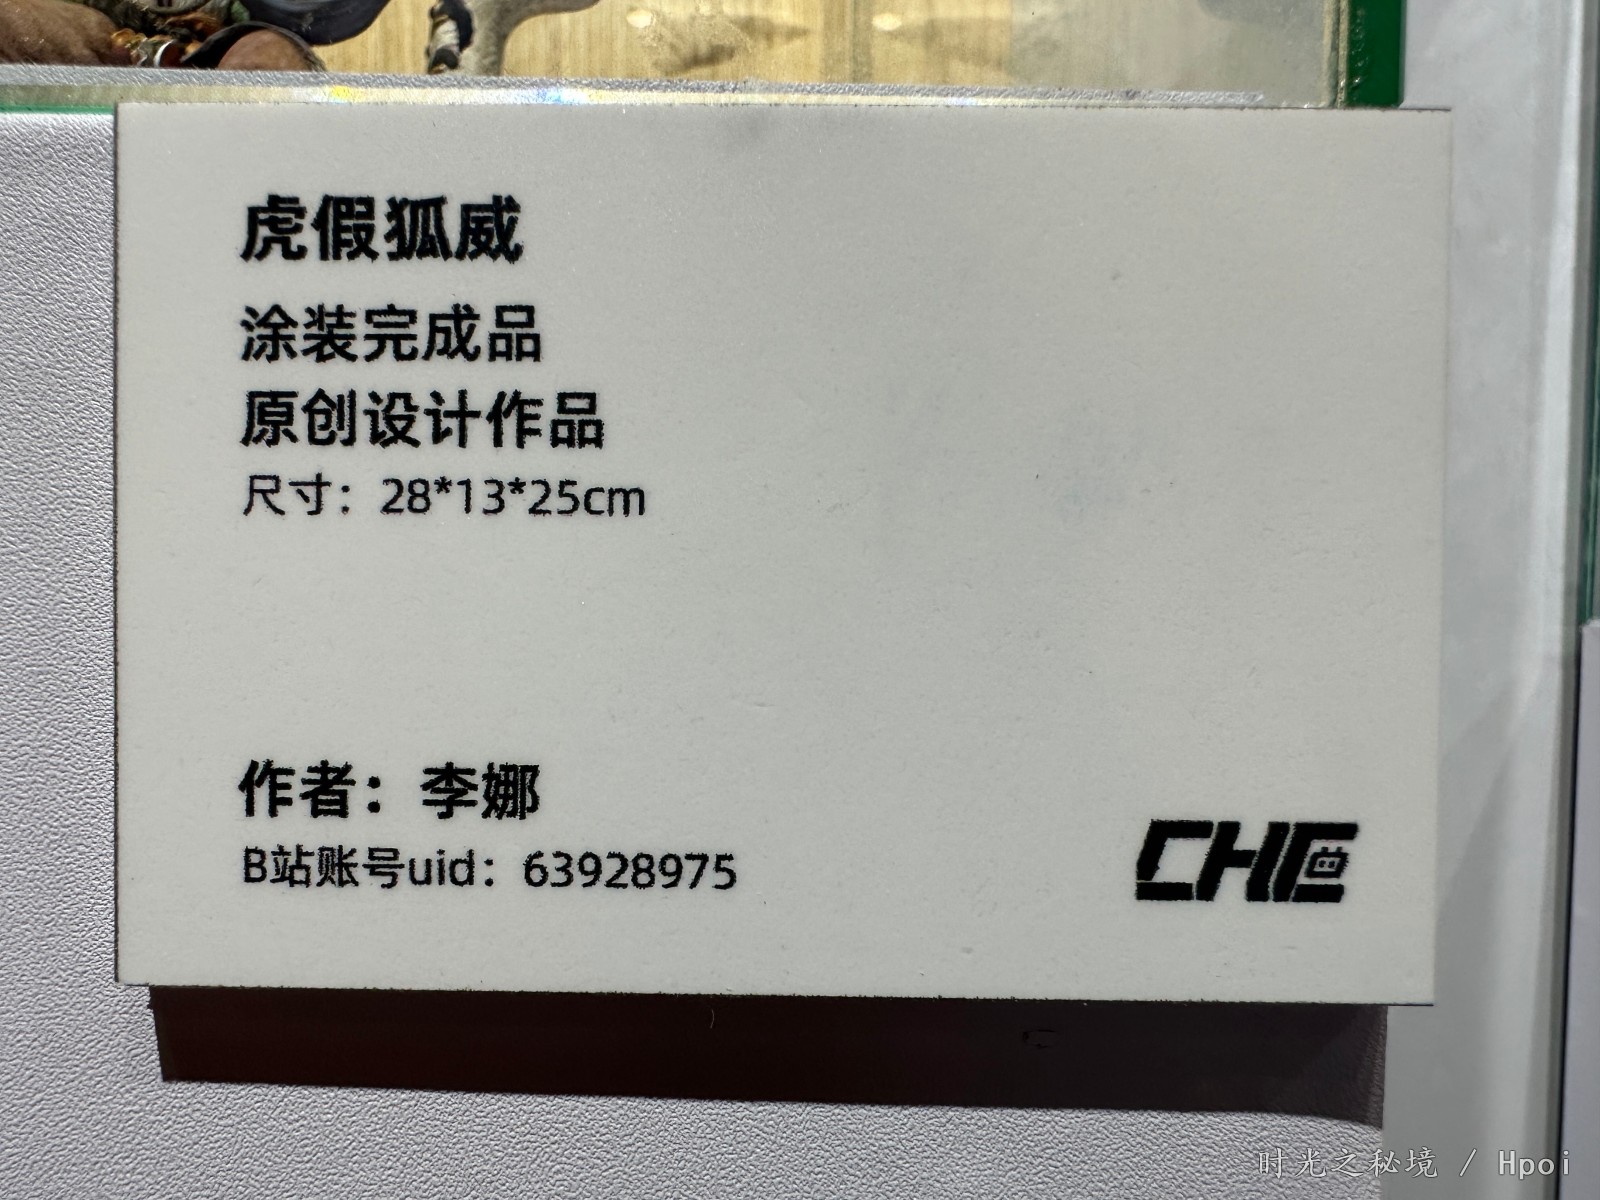 虎假狐威
涂装完成品
原创设计作品
尺寸：28*13*25cm
作者：李娜
B站账号uid：63928975
CHE
时光之秘境 / Hpoi